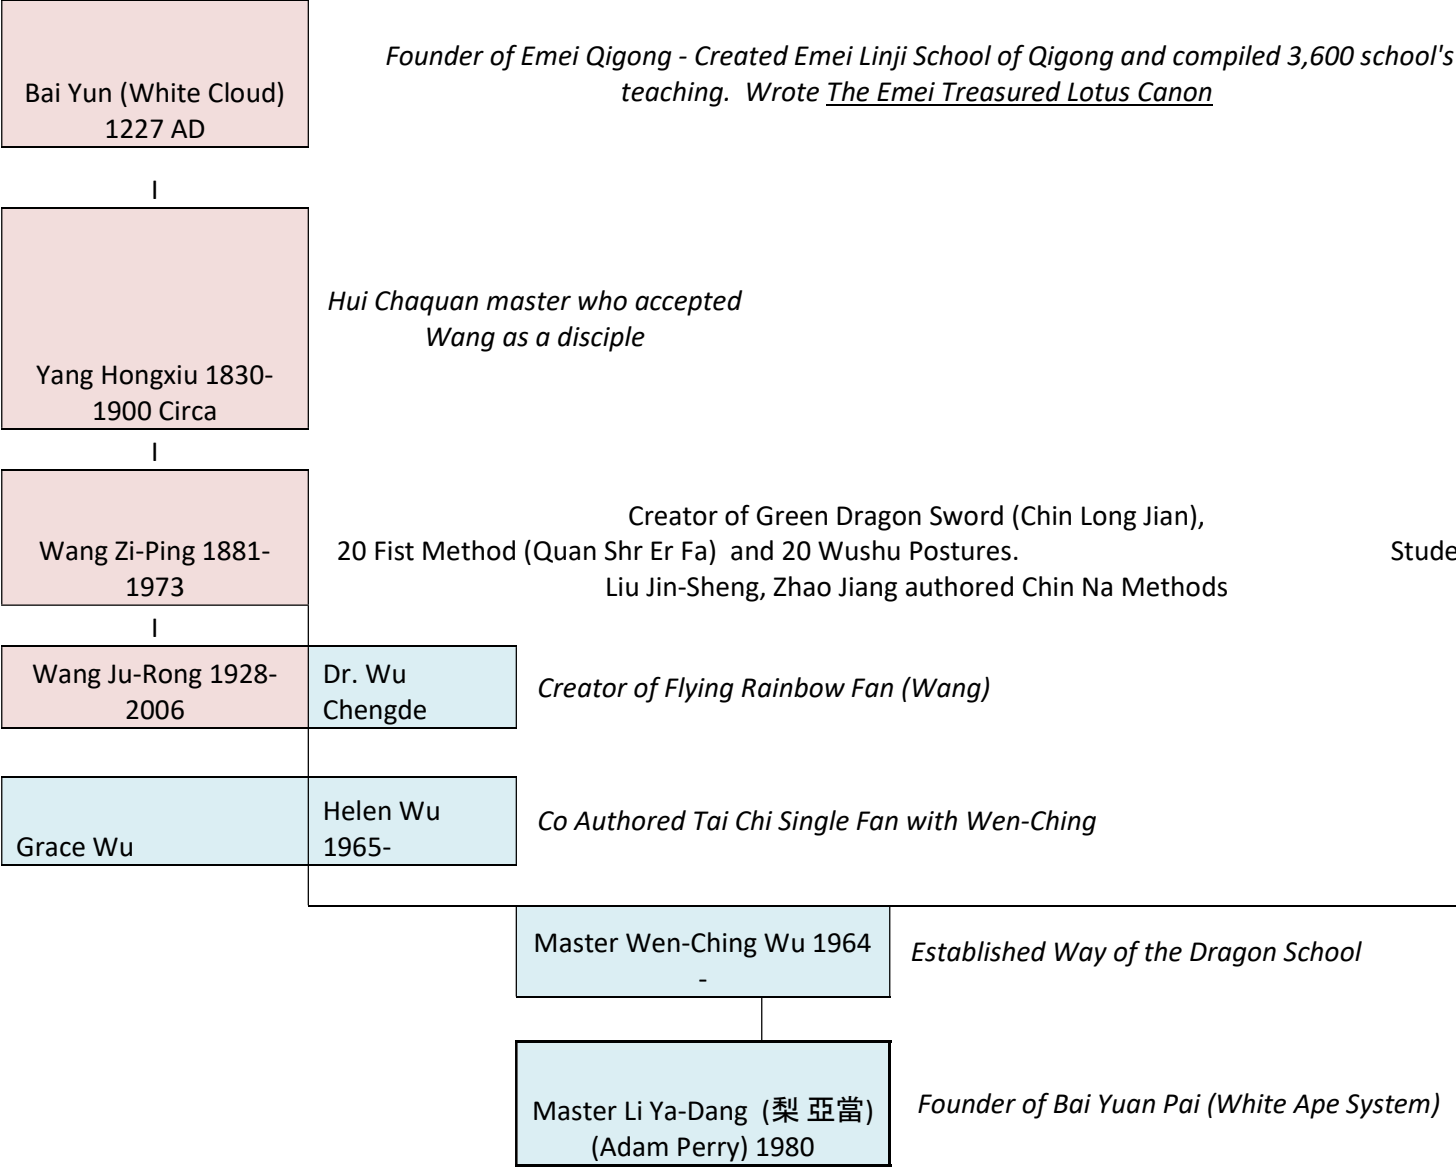 Founder of Emei Qigong - Created Emei Linji School of Qigong and compiled 3,600 school's
teaching. Wrote The Emei Treasured Lotus Canon
Bai Yun (White Cloud)
1227 AD
I
Hui Chaquan master who accepted
Wang as a disciple
Yang Hongxiu 1830-
1900 Circa
I
Wang Zi-Ping 1881-
1973
Creator of Green Dragon Sword (Chin Long Jian),
20 Fist Method (Quan Shr Er Fa) and 20 Wushu Postures. Stude
Liu Jin-Sheng, Zhao Jiang authored Chin Na Methods
I
Wang Ju-Rong 1928-
2006
Dr. Wu
Chengde
Creator of Flying Rainbow Fan (Wang)
Grace Wu
Helen Wu
1965-
Co Authored Tai Chi Single Fan with Wen-Ching
Master Wen-Ching Wu 1964
-
Established Way of the Dragon School
Master Li Ya-Dang (梨 亞當)
(Adam Perry) 1980
Founder of Bai Yuan Pai (White Ape System)